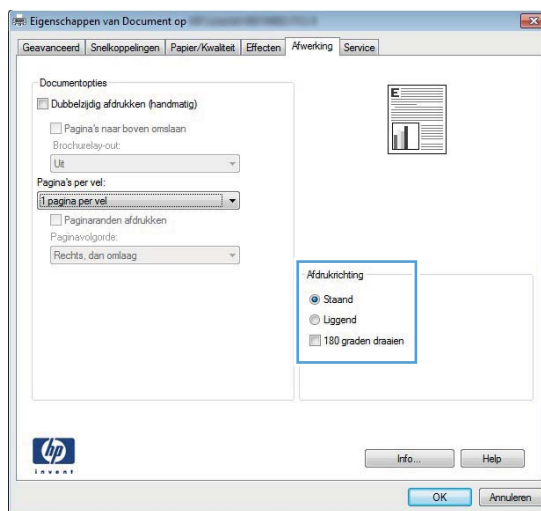 Eigenschappen van Document op
Geavanceerd Snelkoppelingen Papier/Kwaliteit Effecten Afwerking Service
Documentopties
Dubbelzijdig afdrukken (handmatig)
Pagina's naar boven omslaan
Brochurelay-out:
Uit
Pagina's per vel:
1 pagina per vel
Paginaranden afdrukken
Paginavolgorde:
Rechts, dan omlaag
E
Afdrukrichting
Staand
Liggend
180 graden draaien
hp
invent
Info... Help
OK Annuleren